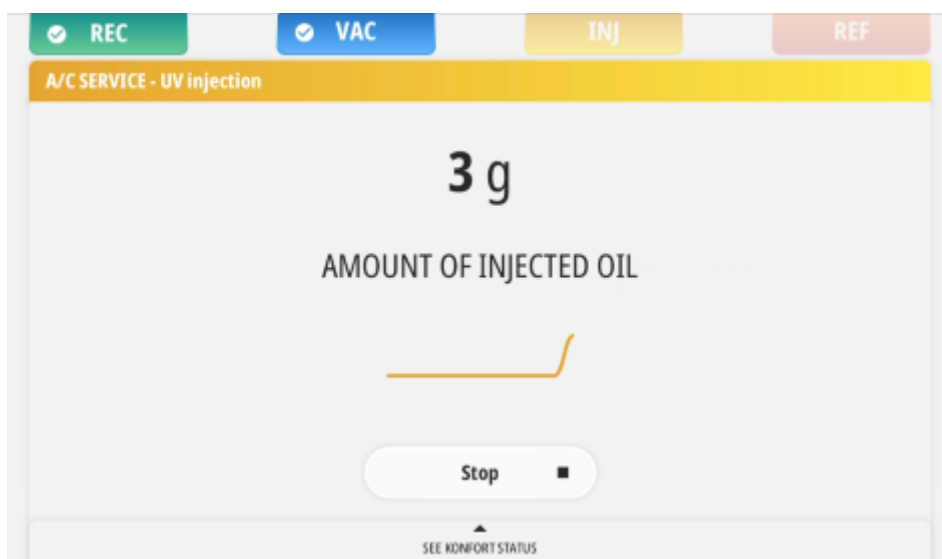 REC
VAC
INJ
REF
A/C SERVICE - UV injection
3 g
AMOUNT OF INJECTED OIL
Stop
SEE KONFORT STATUS